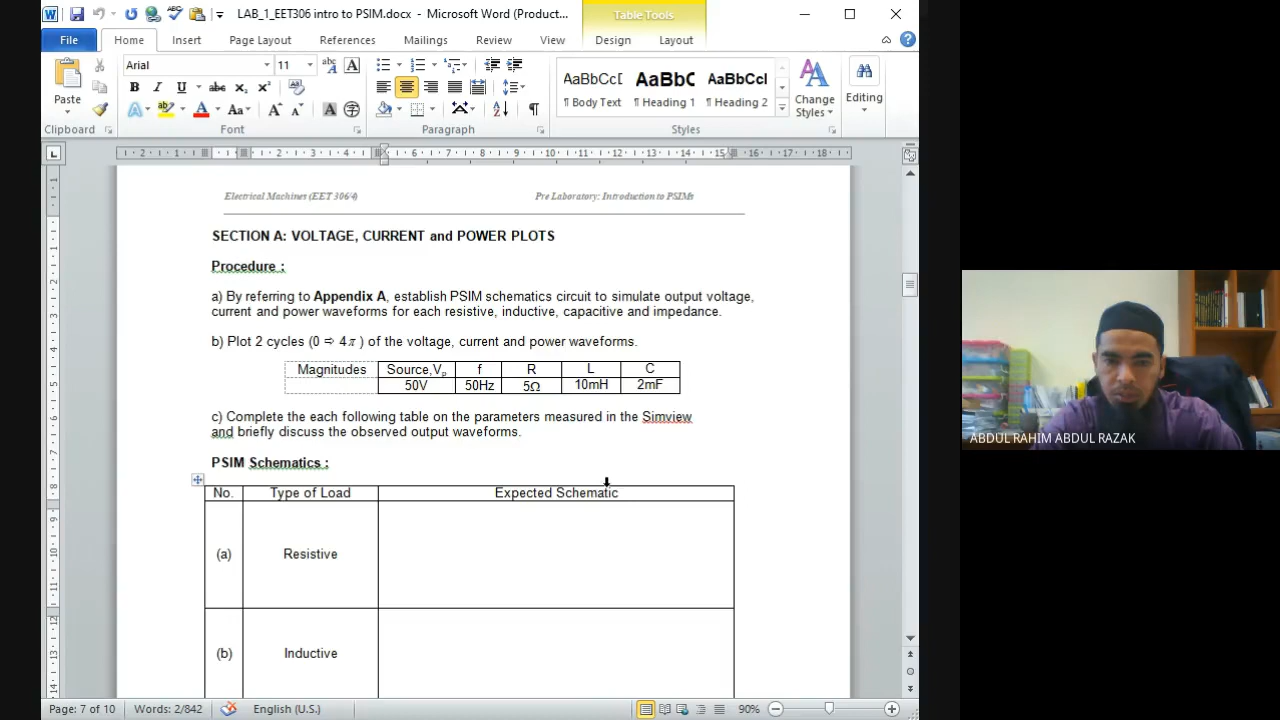 LAB_1_EET306 intro to PSIM.docx - Microsoft Word (Product...
Table Tools
File Home Insert Page Layout References Mailings Review View Design Layout
Paste
Clipboard
Arial 11
Font
Paragraph
AaBbCcI AaBbC AaBbCcI
¶ Body Text ¶ Heading 1 ¶ Heading 2
Change Styles
Styles
Editing
Electrical Machines (EET 306/4) Pre Laboratory: Introduction to PSIMs
SECTION A: VOLTAGE, CURRENT and POWER PLOTS
Procedure :
a) By referring to Appendix A, establish PSIM schematics circuit to simulate output voltage,
current and power waveforms for each resistive, inductive, capacitive and impedance.
b) Plot 2 cycles (0 ⇨ 4π ) of the voltage, current and power waveforms.
Magnitudes Source,Vp f R L C
50V 50Hz 5Ω 10mH 2mF
c) Complete the each following table on the parameters measured in the Simview
and briefly discuss the observed output waveforms.
PSIM Schematics :
No. Type of Load Expected Schematic
(a) Resistive
(b) Inductive
Page: 7 of 10 Words: 2/842 English (U.S.) 90%
ABDUL RAHIM ABDUL RAZAK